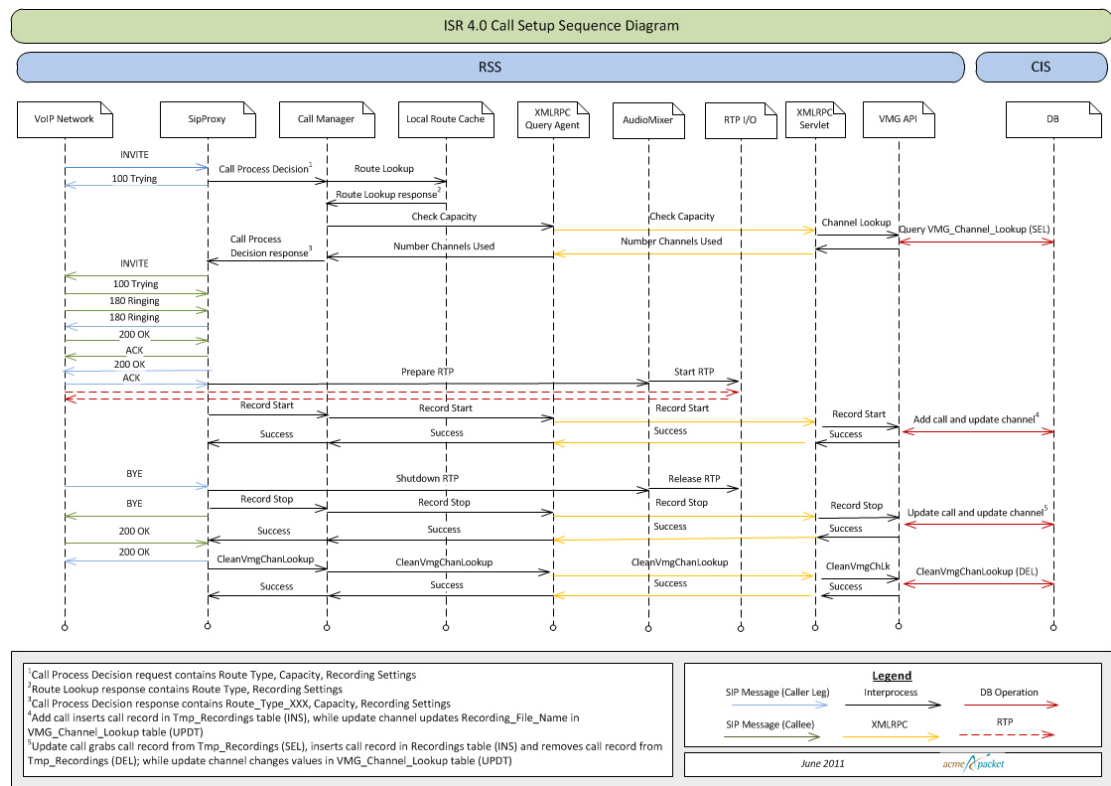 ISR 4.0 Call Setup Sequence Diagram
RSS
CIS
VoIP Network
SipProxy
Call Manager
Local Route Cache
XMLRPC
Query Agent
AudioMixer
RTP I/O
XMLRPC
Servlet
VMG API
DB
INVITE
100 Trying
Call Process Decision1
Route Lookup
Route Lookup response2
Check Capacity
Check Capacity
Channel Lookup
Query VMG_Channel_Lookup (SEL)
Call Process
Decision response3
Number Channels Used
Number Channels Used
INVITE
100 Trying
180 Ringing
180 Ringing
200 OK
ACK
200 OK
ACK
Prepare RTP
Start RTP
Record Start
Record Start
Record Start
Record Start
Add call and update channel4
Success
Success
Success
Success
BYE
Shutdown RTP
Release RTP
BYE
Record Stop
Record Stop
Record Stop
Record Stop
Update call and update channel5
200 OK
Success
Success
Success
Success
200 OK
CleanVmgChanLookup
CleanVmgChanLookup
CleanVmgChanLookup
CleanVmgChLk
CleanVmgChanLookup (DEL)
Success
Success
Success
Success
1Call Process Decision request contains Route Type, Capacity, Recording Settings
2Route Lookup response contains Route Type, Recording Settings
3Call Process Decision response contains Route_Type_XXX, Capacity, Recording Settings
4Add call inserts call record in Tmp_Recordings table (INS), while update channel updates Recording_File_Name in
VMG_Channel_Lookup table (UPDT)
5Update call grabs call record from Tmp_Recordings (SEL), inserts call record in Recordings table (INS) and removes call record from
Tmp_Recordings (DEL); while update channel changes values in VMG_Channel_Lookup table (UPDT)
Legend
SIP Message (Caller Leg)
Interprocess
DB Operation
SIP Message (Callee)
XMLRPC
RTP
June 2011
acme packet